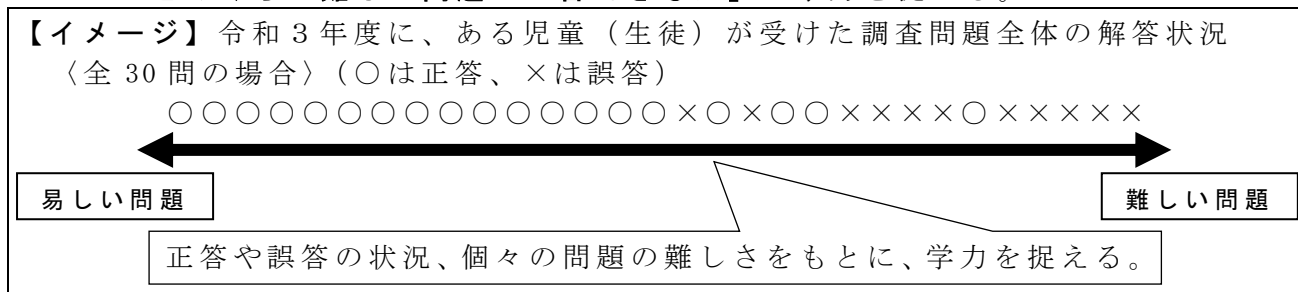 【イメージ】令和3年度に、ある児童(生徒)が受けた調査問題全体の解答状況
〈全30問の場合〉(○は正答、×は誤答)
○○○○○○○○○○○○○○○×○×○○××××○×××××
易しい問題
難しい問題
正答や誤答の状況、個々の問題の難しさをもとに、学力を捉える。